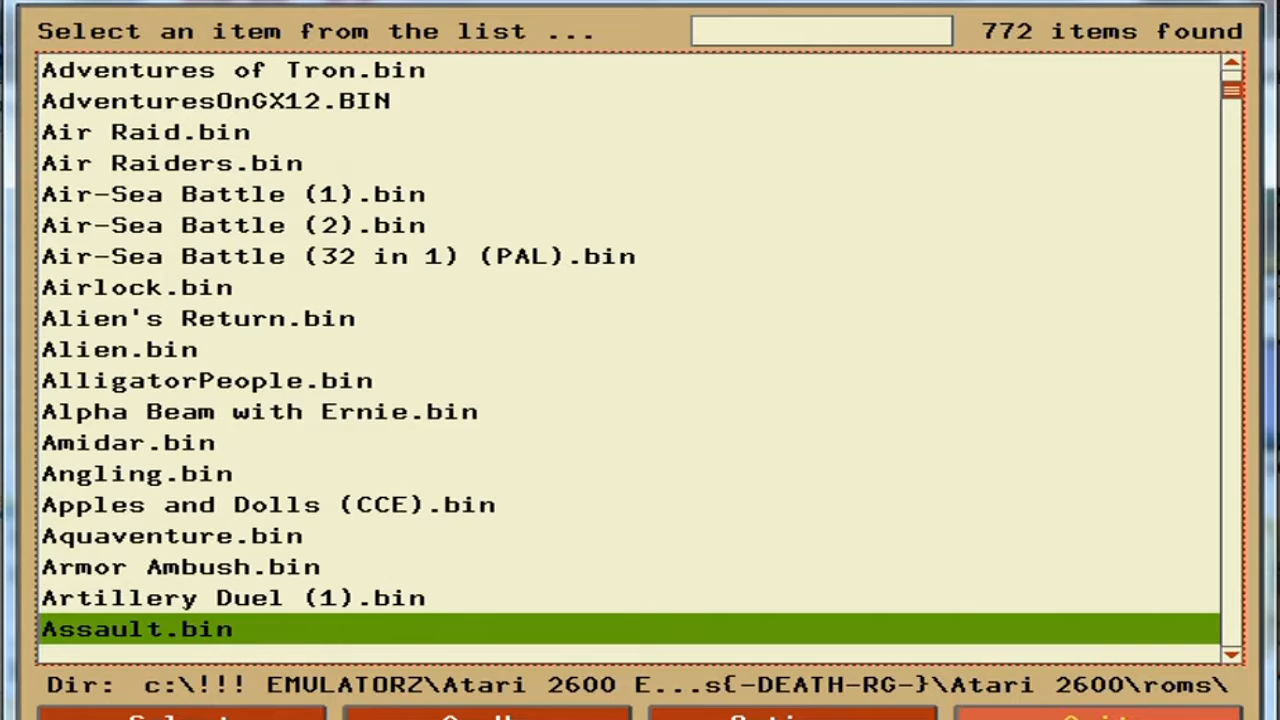 Select an item from the list ... 772 items found
Adventures of Tron.bin
AdventuresOnGX12.BIN
Air Raid.bin
Air Raiders.bin
Air-Sea Battle (1).bin
Air-Sea Battle (2).bin
Air-Sea Battle (32 in 1) (PAL).bin
Airlock.bin
Alien's Return.bin
Alien.bin
AlligatorPeople.bin
Alpha Beam with Ernie.bin
Amidar.bin
Angling.bin
Apples and Dolls (CCE).bin
Aquaventure.bin
Armor Ambush.bin
Artillery Duel (1).bin
Assault.bin
Dir: c:\!!! EMULATORZ\Atari 2600 E...s{-DEATH-RG-}\Atari 2600\roms\